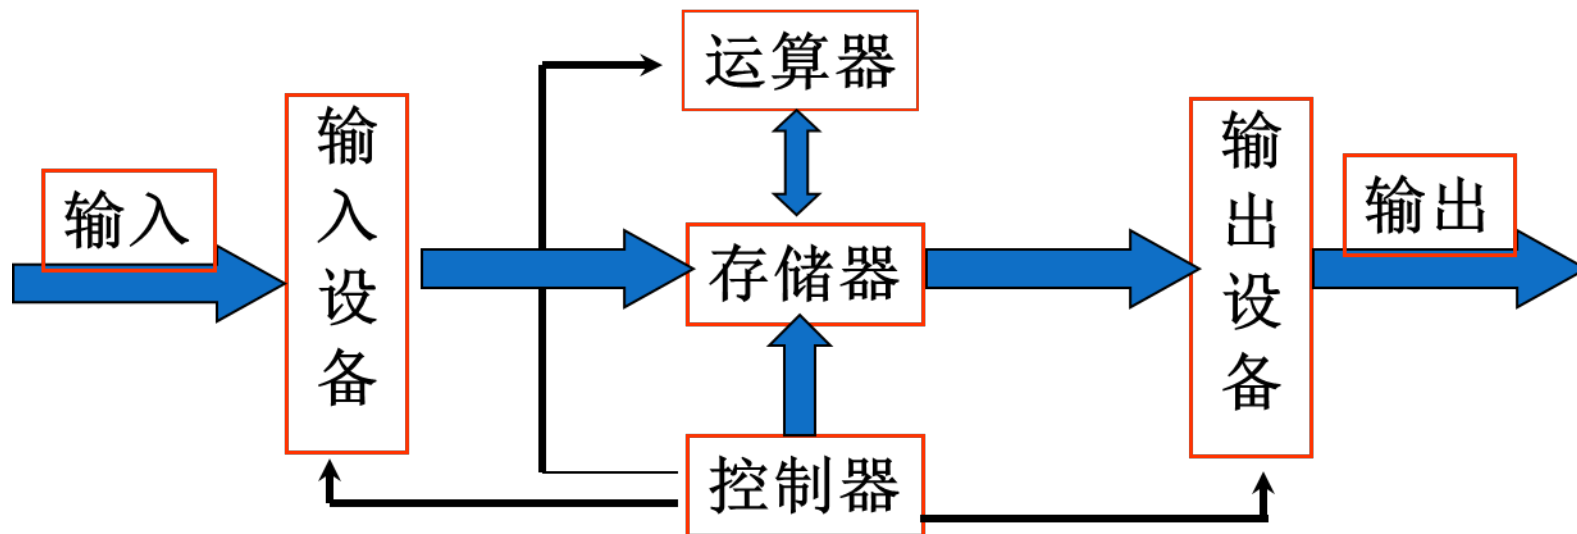 输入
输入设备
运算器
存储器
控制器
输出设备
输出